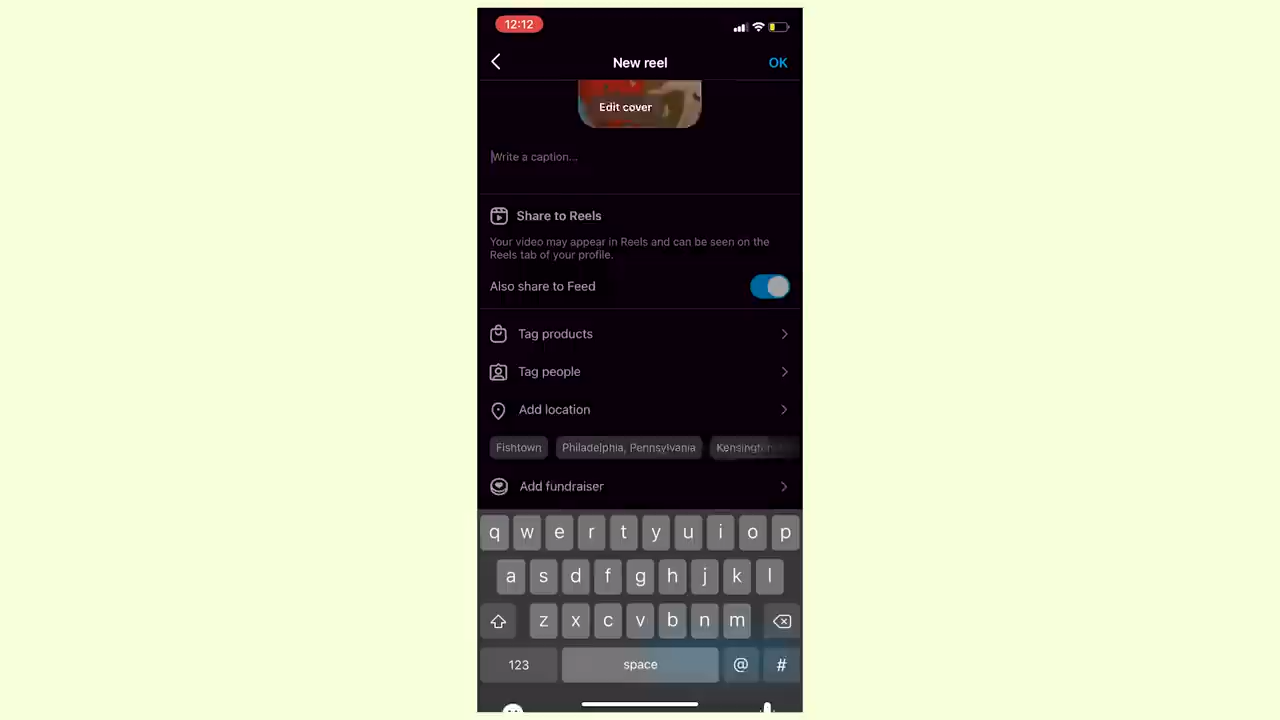 12:12
New reel
OK
Edit cover
Write a caption...
Share to Reels
Your video may appear in Reels and can be seen on the
Reels tab of your profile.
Also share to Feed
Tag products
Tag people
Add location
Fishtown
Philadelphia, Pennsylvania
Kensington
Add fundraiser
q w e r t y u i o p
a s d f g h j k l
z x c v b n m
123
space
@
#